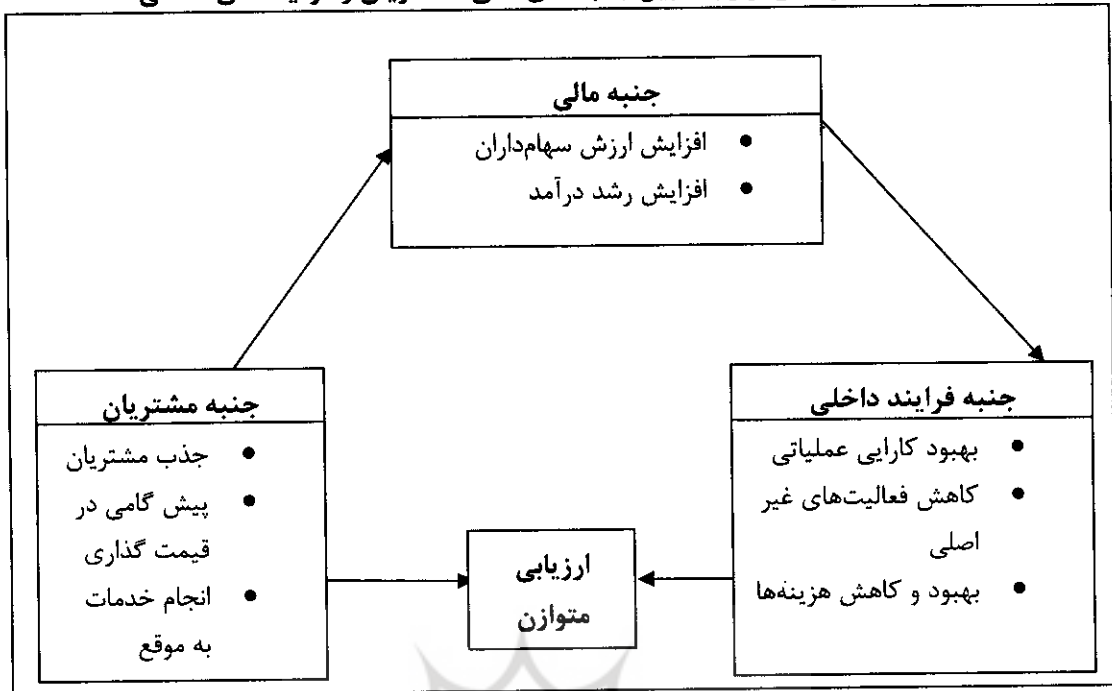 جنبه مالی
● افزایش ارزش سهام‌داران
● افزایش رشد درآمد
جنبه فرایند داخلی
● بهبود کارایی عملیاتی
● کاهش فعالیت‌های غیر
اصلی
● بهبود و کاهش هزینه‌ها
جنبه مشتریان
● جذب مشتریان
● پیش گامی در
قیمت گذاری
● انجام خدمات
به موقع
ارزیابی
متوازن